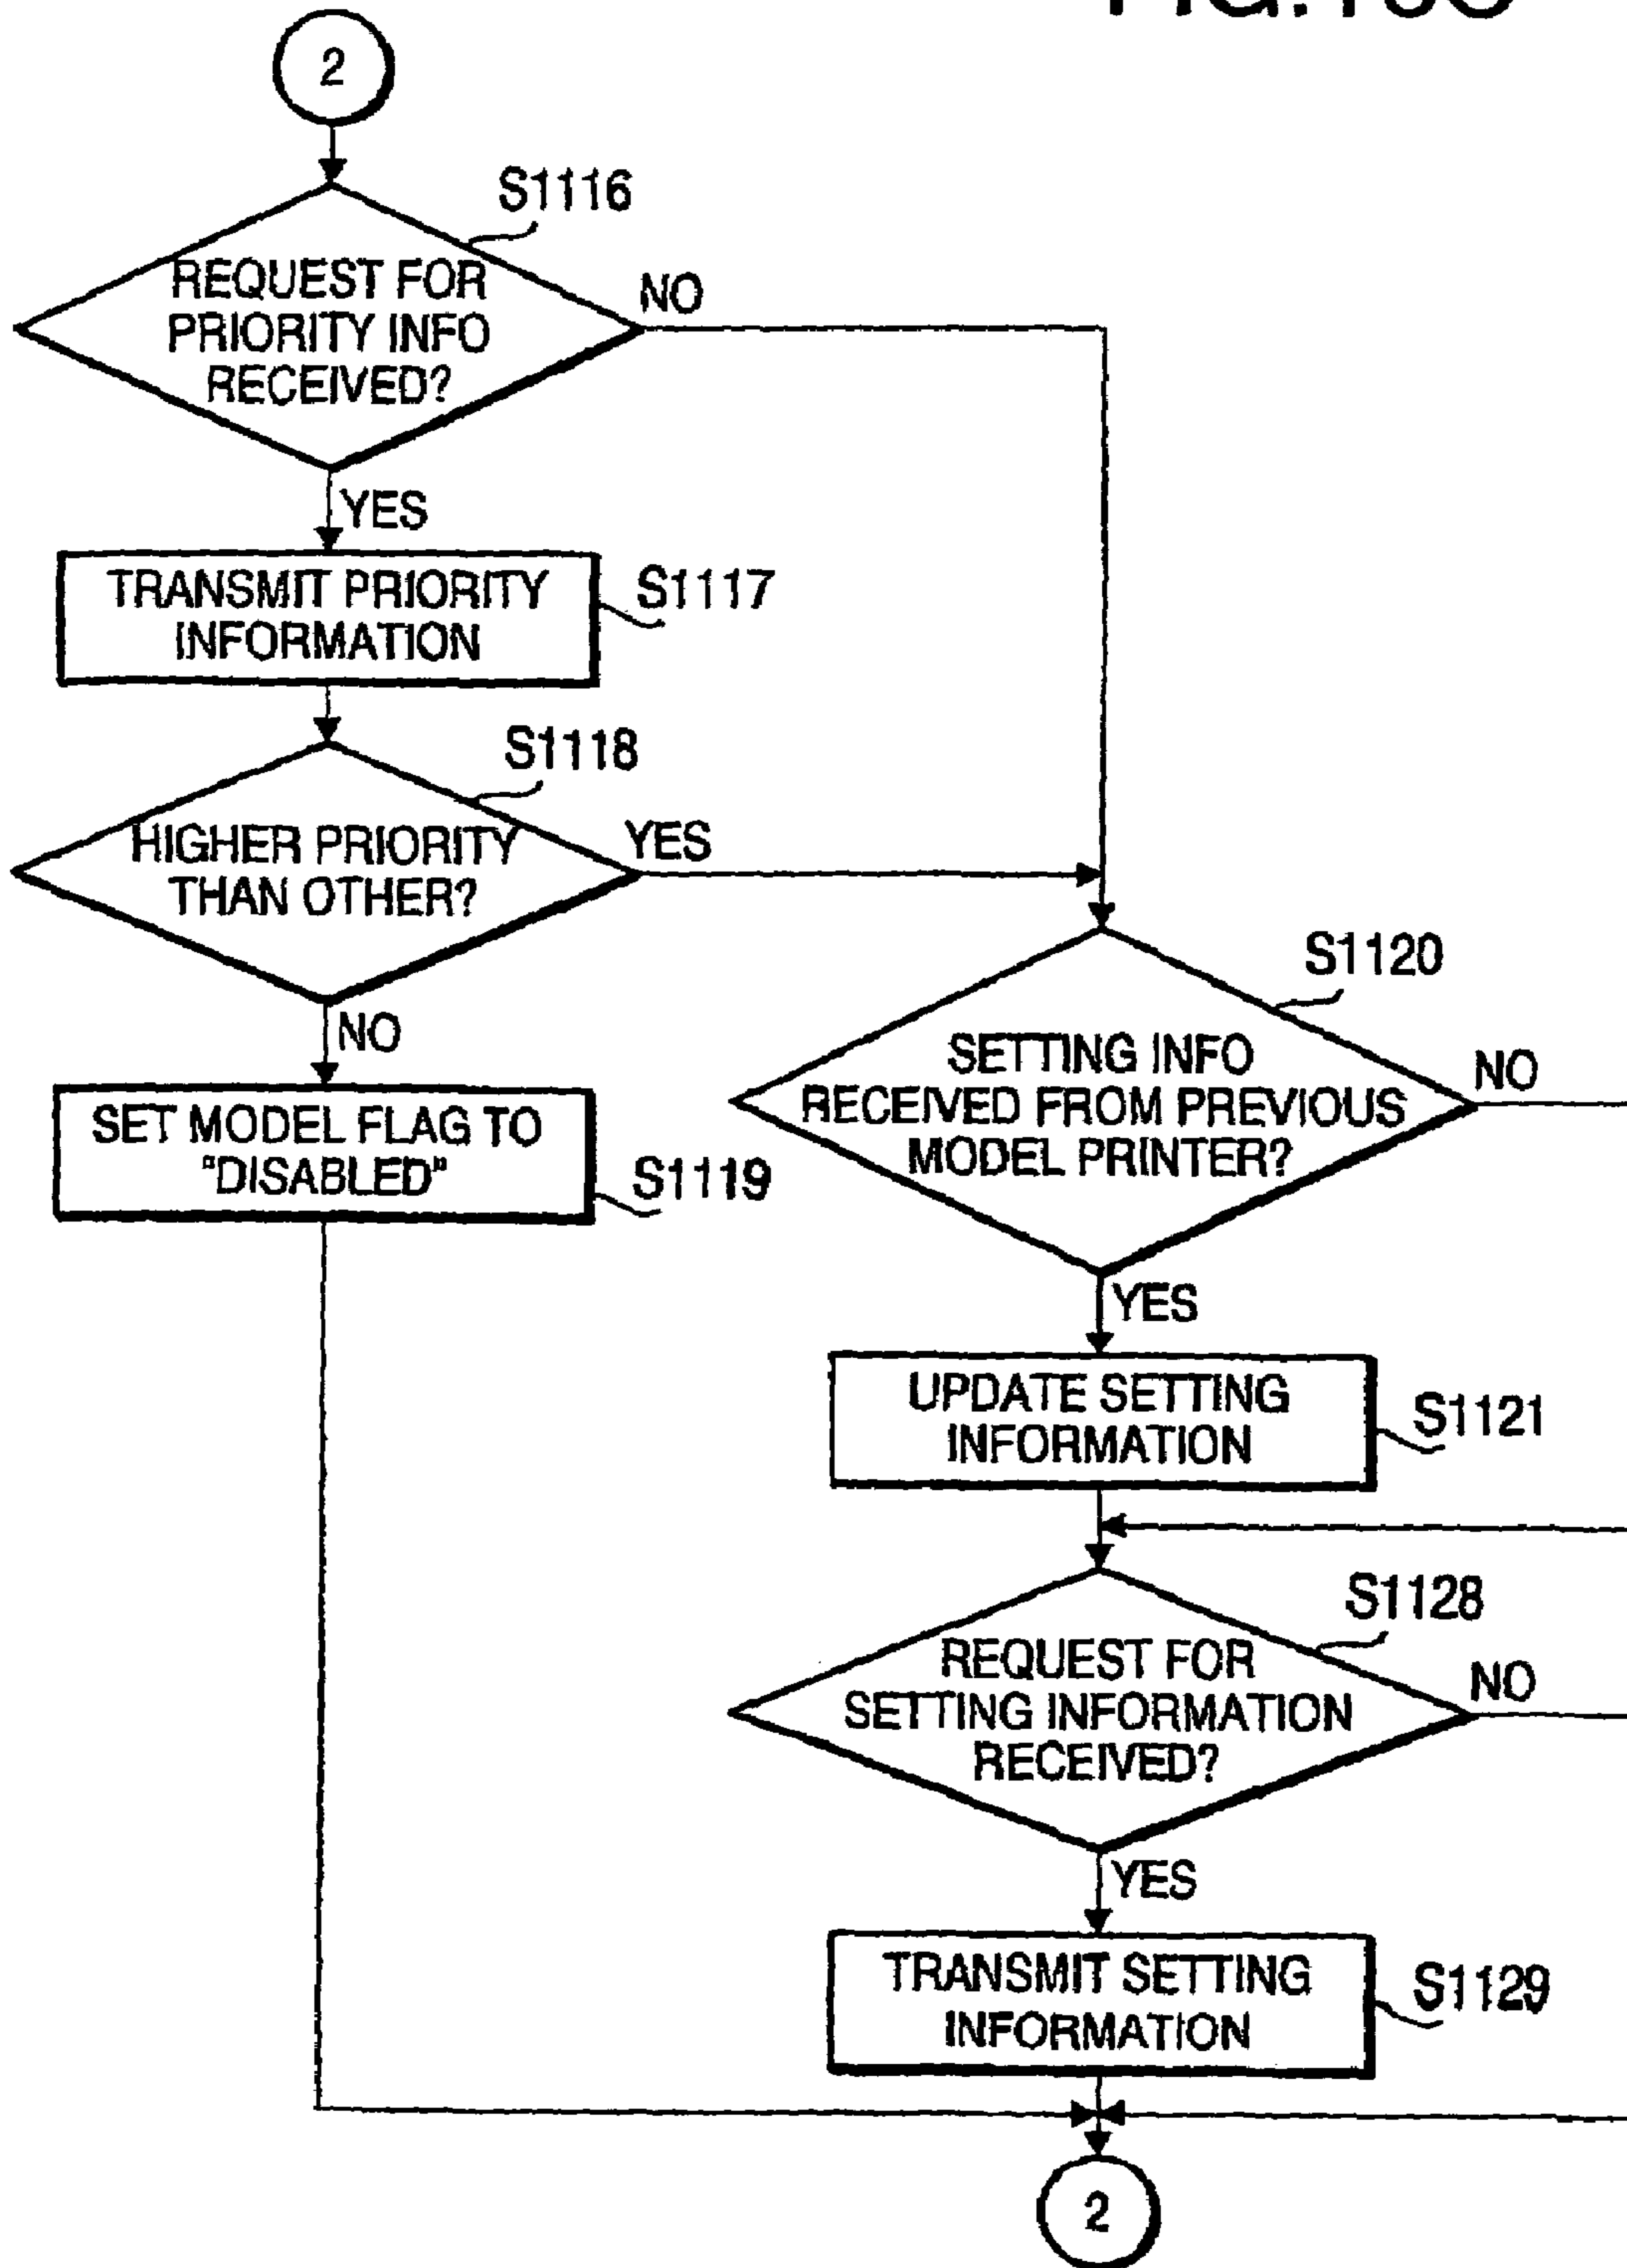 2
S1116
REQUEST FOR
PRIORITY INFO
RECEIVED?
NO
YES
TRANSMIT PRIORITY
INFORMATION
S1117
S1118
HIGHER PRIORITY
THAN OTHER?
YES
NO
SET MODEL FLAG TO
"DISABLED"
S1119
S1120
SETTING INFO
RECEIVED FROM PREVIOUS
MODEL PRINTER?
NO
YES
UPDATE SETTING
INFORMATION
S1121
S1128
REQUEST FOR
SETTING INFORMATION
RECEIVED?
NO
YES
TRANSMIT SETTING
INFORMATION
S1129
2